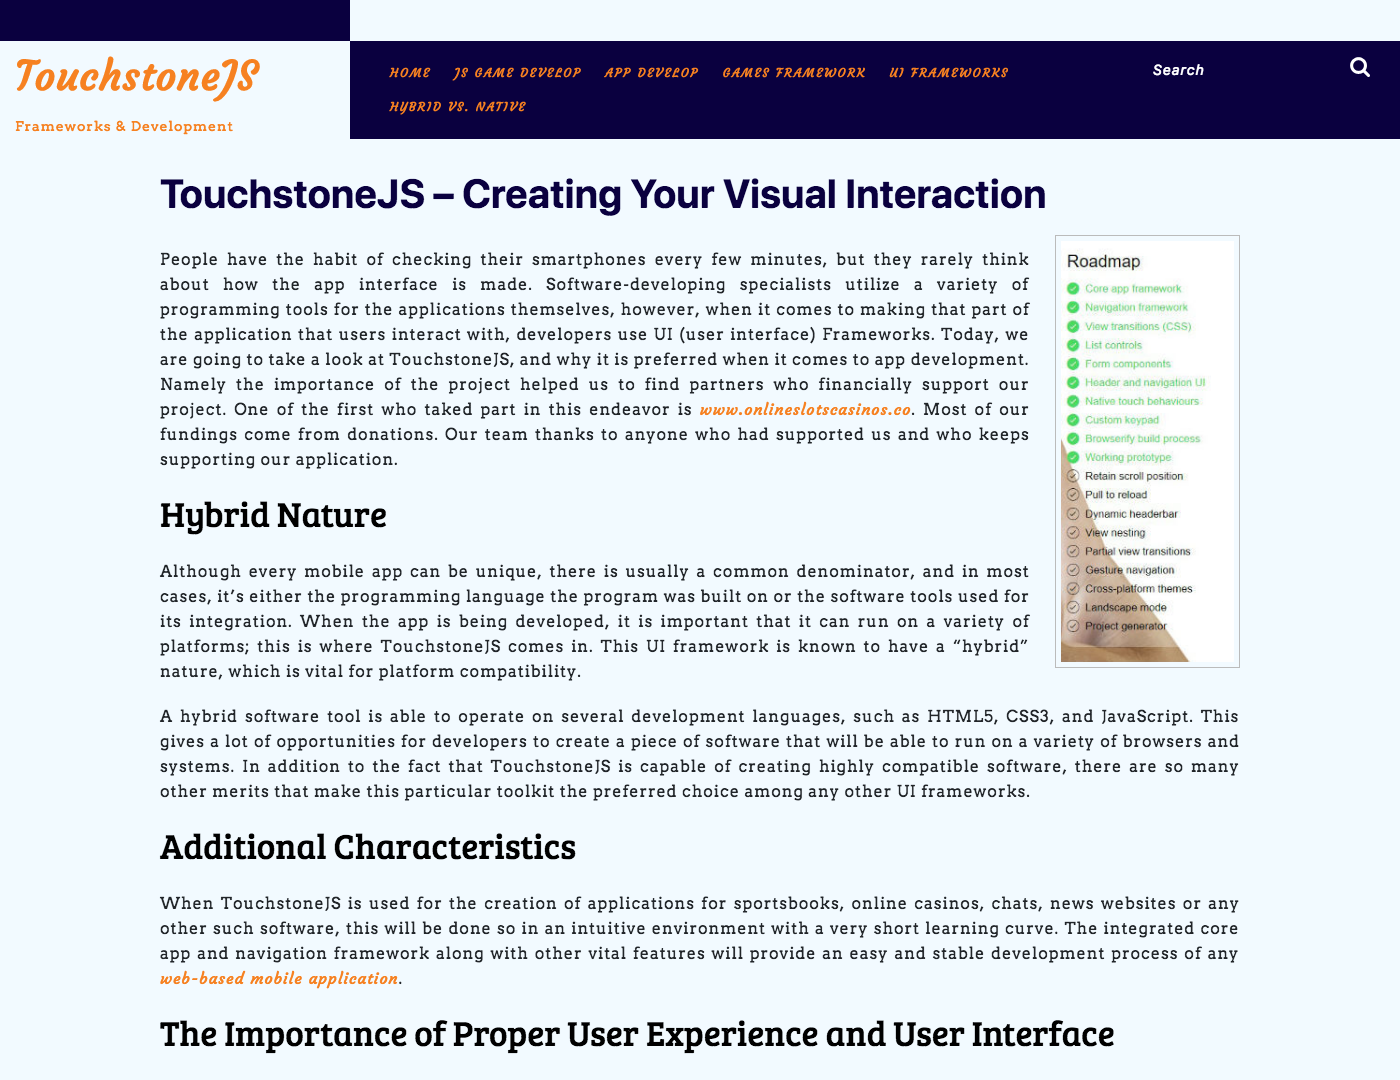 TouchstoneJS
Frameworks & Development
HOME JS GAME DEVELOP APP DEVELOP GAMES FRAMEWORK UI FRAMEWORKS
HYBRID VS. NATIVE
Search
TouchstoneJS – Creating Your Visual Interaction
People have the habit of checking their smartphones every few minutes, but they rarely think
about how the app interface is made. Software-developing specialists utilize a variety of
programming tools for the applications themselves, however, when it comes to making that part of
the application that users interact with, developers use UI (user interface) Frameworks. Today, we
are going to take a look at TouchstoneJS, and why it is preferred when it comes to app development.
Namely the importance of the project helped us to find partners who financially support our
project. One of the first who taked part in this endeavor is www.onlineslotscasinos.co. Most of our
fundings come from donations. Our team thanks to anyone who had supported us and who keeps
supporting our application.
Roadmap
Core app framework
Navigation framework
View transitions (CSS)
List controls
Form components
Header and navigation UI
Native touch behaviours
Custom keypad
Browserify build process
Working prototype
Retain scroll position
Pull to reload
Dynamic headerbar
View nesting
Partial view transitions
Gesture navigation
Cross-platform themes
Landscape mode
Project generator
Hybrid Nature
Although every mobile app can be unique, there is usually a common denominator, and in most
cases, it’s either the programming language the program was built on or the software tools used for
its integration. When the app is being developed, it is important that it can run on a variety of
platforms; this is where TouchstoneJS comes in. This UI framework is known to have a “hybrid”
nature, which is vital for platform compatibility.
A hybrid software tool is able to operate on several development languages, such as HTML5, CSS3, and JavaScript. This
gives a lot of opportunities for developers to create a piece of software that will be able to run on a variety of browsers and
systems. In addition to the fact that TouchstoneJS is capable of creating highly compatible software, there are so many
other merits that make this particular toolkit the preferred choice among any other UI frameworks.
Additional Characteristics
When TouchstoneJS is used for the creation of applications for sportsbooks, online casinos, chats, news websites or any
other such software, this will be done so in an intuitive environment with a very short learning curve. The integrated core
app and navigation framework along with other vital features will provide an easy and stable development process of any
web-based mobile application.
The Importance of Proper User Experience and User Interface